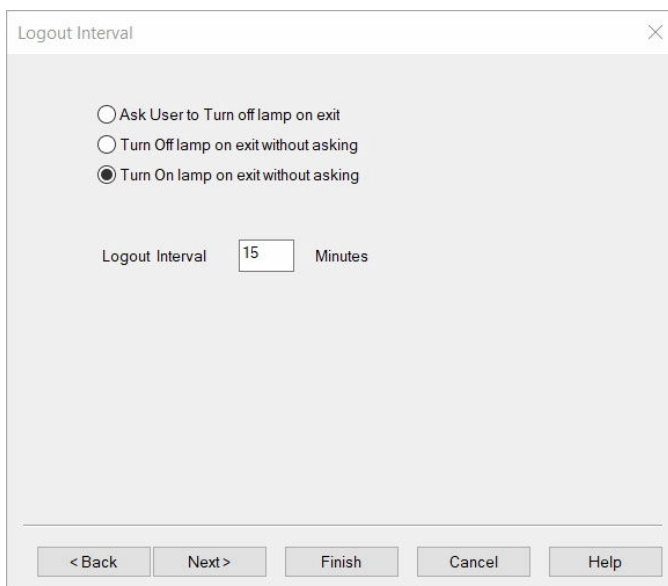 Logout Interval
Ask User to Turn off lamp on exit
Turn Off lamp on exit without asking
Turn On lamp on exit without asking
Logout Interval 15 Minutes
< Back Next > Finish Cancel Help